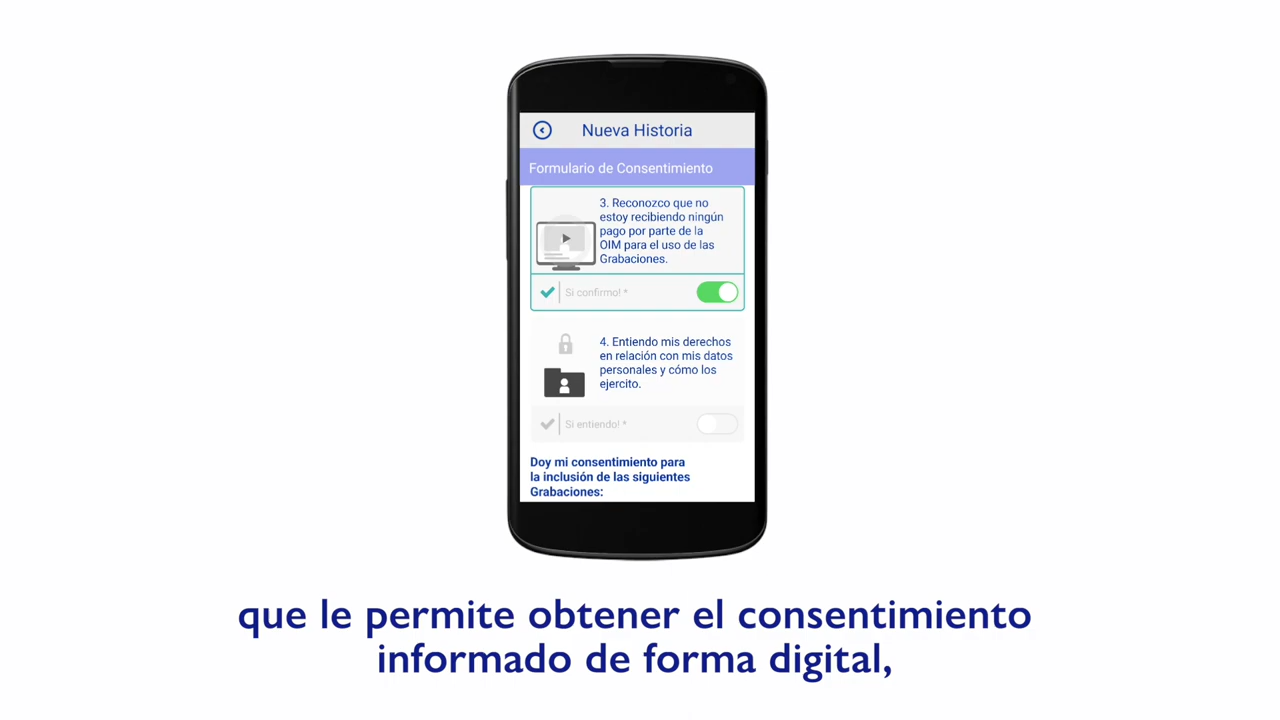 Nueva Historia
Formulario de Consentimiento
3. Reconozco que no
estoy recibiendo ningún
pago por parte de la
OIM para el uso de las
Grabaciones.
Si confirmo! *
4. Entiendo mis derechos
en relación con mis datos
personales y cómo los
ejercito.
Si entiendo! *
Doy mi consentimiento para
la inclusión de las siguientes
Grabaciones:
que le permite obtener el consentimiento
informado de forma digital,